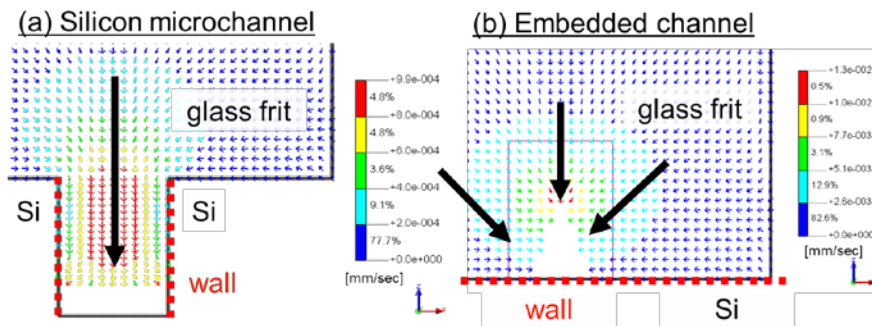 (a) Silicon microchannel
glass frit
Si
Si
wall
+9.9e-004
4.8%
+8.0e-004
4.8%
+6.0e-004
3.6%
+4.0e-004
9.1%
+2.0e-004
77.7%
+0.0e+000
[mm/sec]
(b) Embedded channel
glass frit
wall
Si
+1.3e-002
0.5%
+1.0e-002
0.9%
+7.7e-003
3.1%
+5.1e-003
12.9%
+2.6e-003
82.6%
+0.0e+000
[mm/sec]